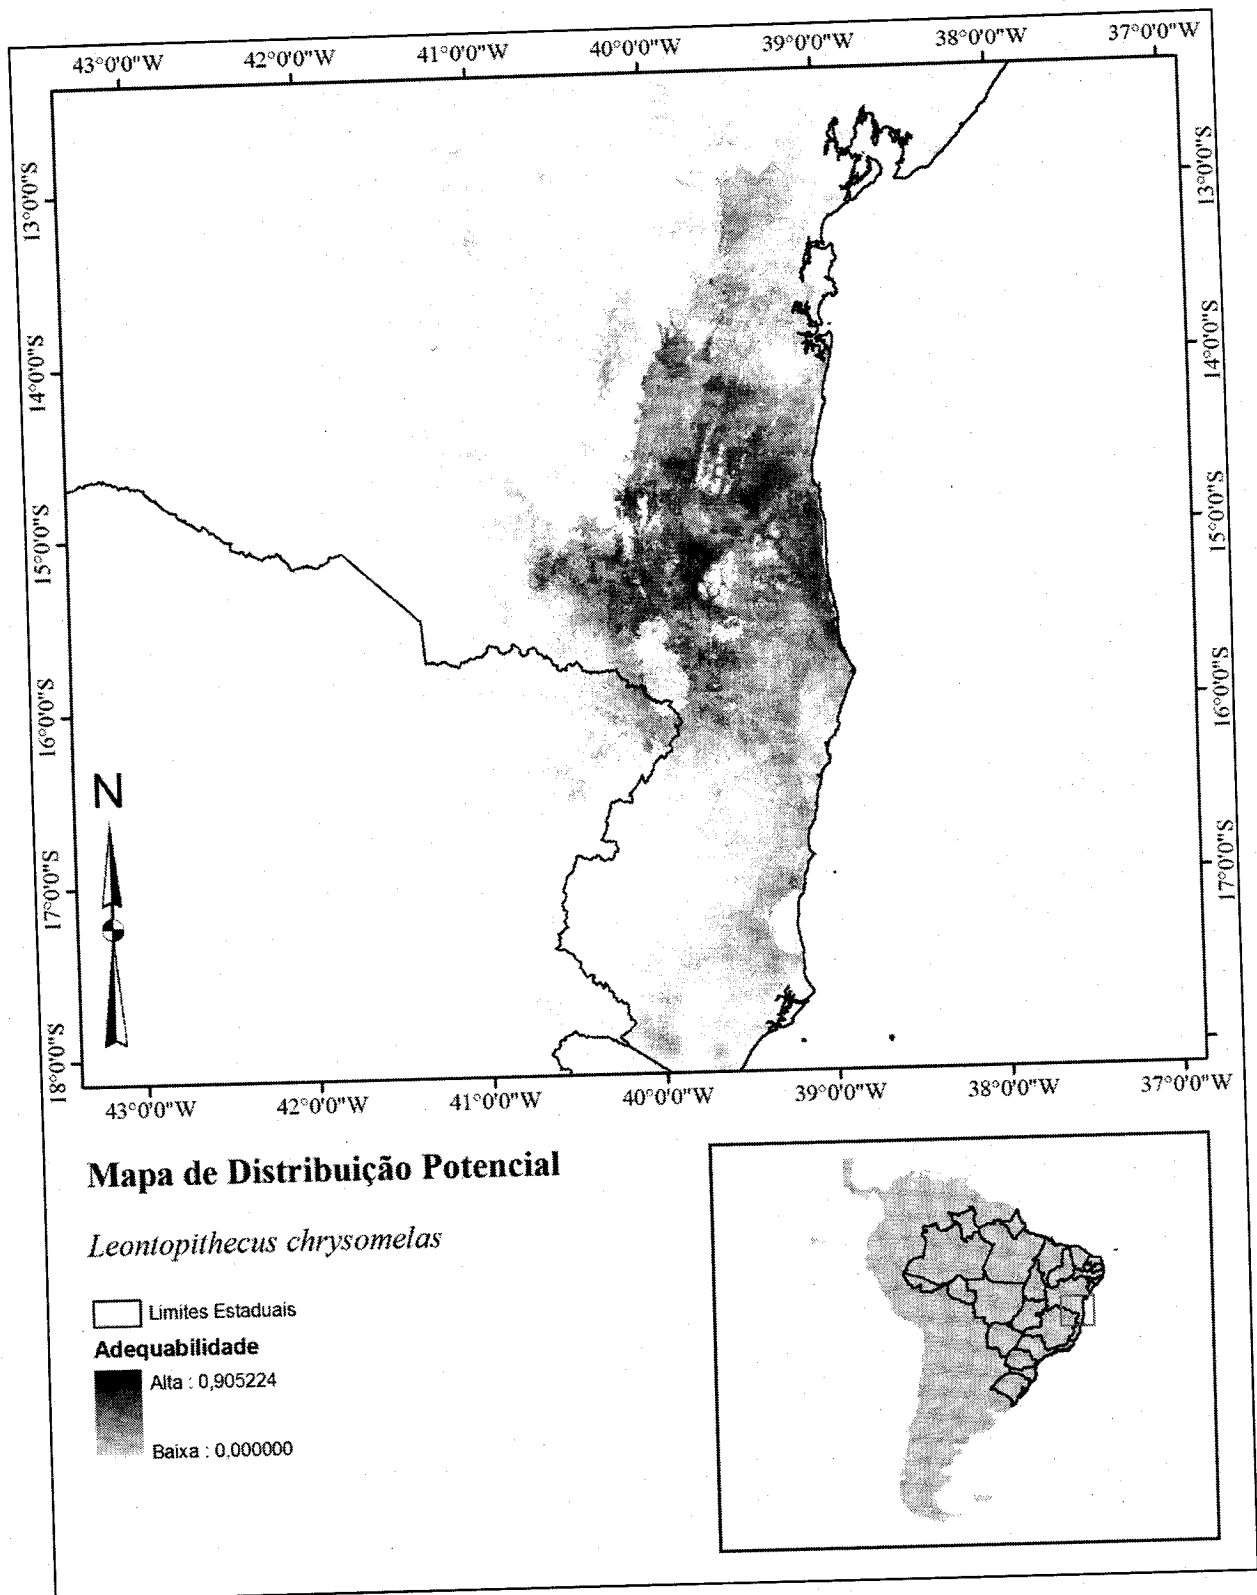 43°0'0"W 42°0'0"W 41°0'0"W 40°0'0"W 39°0'0"W 38°0'0"W 37°0'0"W
13°0'0"S 13°0'0"S
14°0'0"S 14°0'0"S
15°0'0"S 15°0'0"S
16°0'0"S 16°0'0"S
N
17°0'0"S 17°0'0"S
18°0'0"S
43°0'0"W 42°0'0"W 41°0'0"W 40°0'0"W 39°0'0"W 38°0'0"W 37°0'0"W
Mapa de Distribuição Potencial
Leontopithecus chrysomelas
Limites Estaduais
Adequabilidade
Alta : 0,905224
Baixa : 0,000000